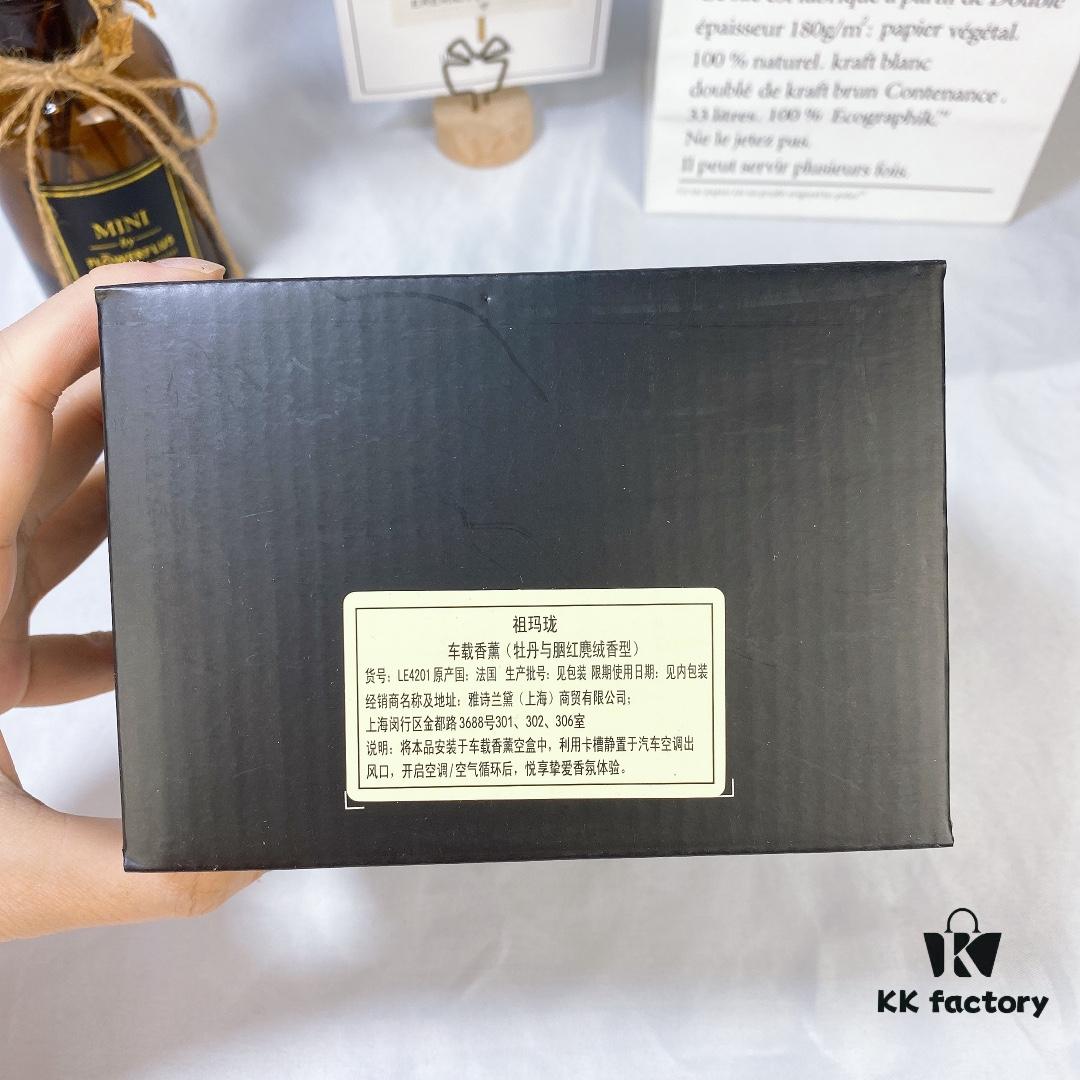 MINI
by
épaisseur 180g/m²: papier végétal.
100 % naturel. kraft blanc
doublé de kraft brun Contenance.
33 litres. 100 % Ecographik.™
Ne le jetez pas.
Il peut servir plusieurs fois.
祖玛珑
车载香薰（牡丹与胭红麂绒香型）
货号：LE4201 原产国：法国 生产批号：见包装 限期使用日期：见内包装
经销商名称及地址：雅诗兰黛（上海）商贸有限公司；
上海闵行区金都路3688号301、302、306室
说明：将本品安装于车载香薰空盒中，利用卡槽静置于汽车空调出
风口，开启空调/空气循环后，悦享挚爱香氛体验。
KK factory